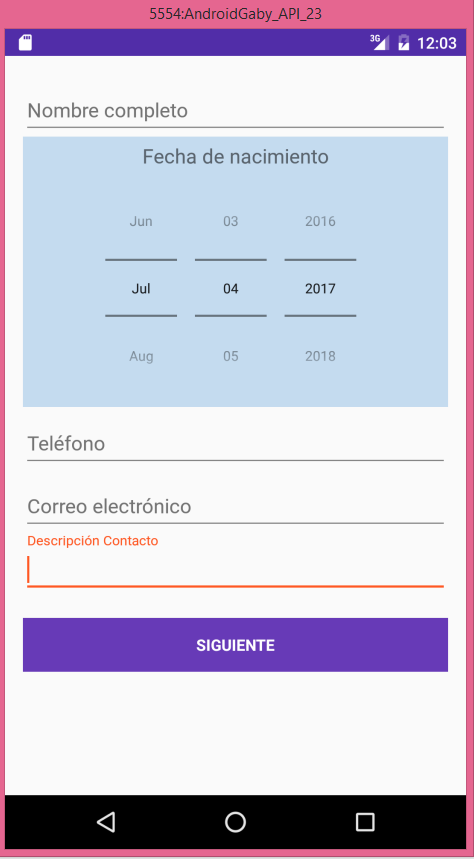 5554:AndroidGaby_API_23
3G 12:03
Nombre completo
Fecha de nacimiento
Jun 03 2016
Jul 04 2017
Aug 05 2018
Teléfono
Correo electrónico
Descripción Contacto
SIGUIENTE